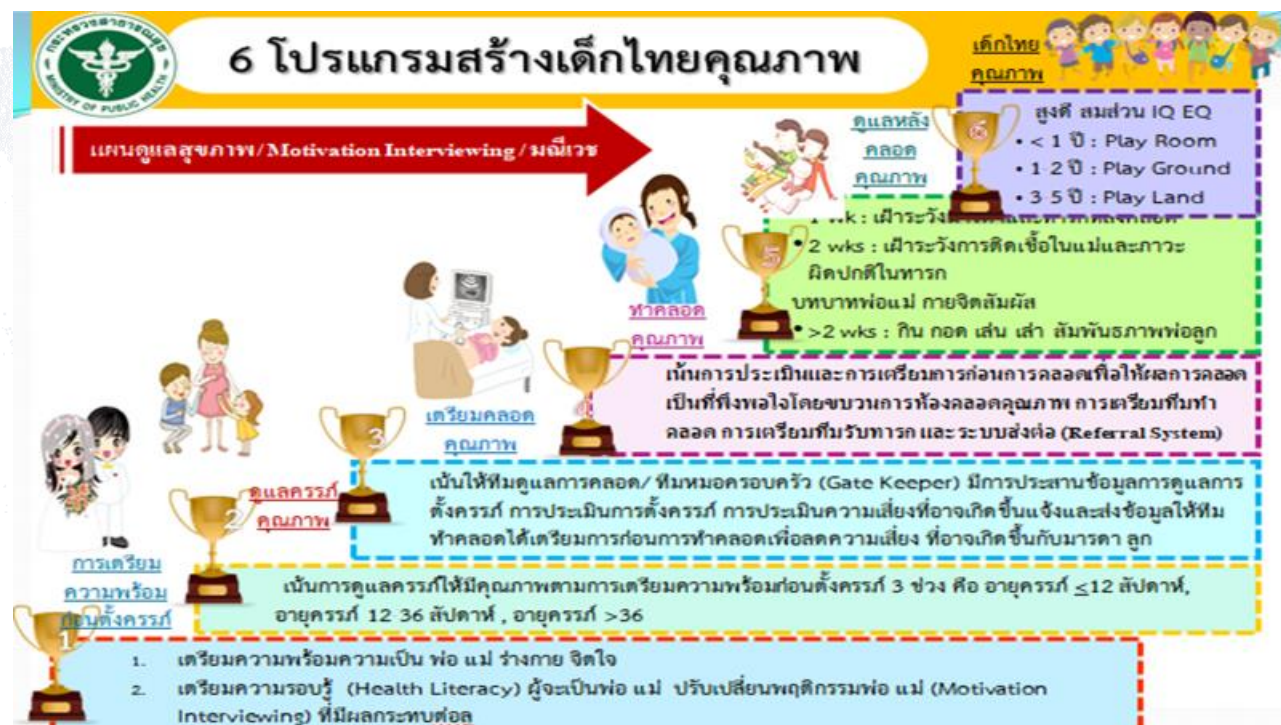 กระทรวงสาธารณสุข
MINISTRY OF PUBLIC HEALTH
6 โปรแกรมสร้างเด็กไทยคุณภาพ
เด็กไทย
คุณภาพ
แผนดูแลสุขภาพ/Motivation Interviewing/มณีเวช
ดูแลหลัง
คลอด
คุณภาพ
6
สูงดี สมส่วน IQ EQ
• < 1 ปี : Play Room
• 1-2 ปี : Play Ground
• 3-5 ปี : Play Land
5
: เฝ้าระวัง
• 2 wks : เฝ้าระวังการติดเชื้อในแม่และภาวะ
ผิดปกติในทารก
บทบาทพ่อแม่ กายจิตสัมผัส
• >2 wks : กิน กอด เล่น เล่า สัมพันธภาพพ่อลูก
ทำคลอด
คุณภาพ
4
เน้นการประเมินและการเตรียมการก่อนการคลอดเพื่อให้ผลการคลอด
เป็นที่พึงพอใจโดยขบวนการห้องคลอดคุณภาพ การเตรียมทีมทำ
คลอด การเตรียมทีมรับทารก และ ระบบส่งต่อ (Referral System)
เตรียมคลอด
คุณภาพ
3
เน้นให้ทีมดูแลการคลอด/ ทีมหมอครอบครัว (Gate Keeper) มีการประสานข้อมูลการดูแลการ
ตั้งครรภ์ การประเมินการตั้งครรภ์ การประเมินความเสี่ยงที่อาจเกิดขึ้นแจ้งและส่งข้อมูลให้ทีม
ทำคลอดได้เตรียมการก่อนการทำคลอดเพื่อลดความเสี่ยง ที่อาจเกิดขึ้นกับมารดา ลูก
ดูแลครรภ์
คุณภาพ
2
เน้นการดูแลครรภ์ให้มีคุณภาพตามการเตรียมความพร้อมก่อนตั้งครรภ์ 3 ช่วง คือ อายุครรภ์ ≤12 สัปดาห์,
อายุครรภ์ 12-36 สัปดาห์ , อายุครรภ์ >36
การเตรียม
ความพร้อม
ก่อนตั้งครรภ์
1
1. เตรียมความพร้อมความเป็น พ่อ แม่ ร่างกาย จิตใจ
2. เตรียมความรอบรู้ (Health Literacy) ผู้จะเป็นพ่อ แม่ ปรับเปลี่ยนพฤติกรรมพ่อ แม่ (Motivation
Interviewing) ที่มีผลกระทบต่อล